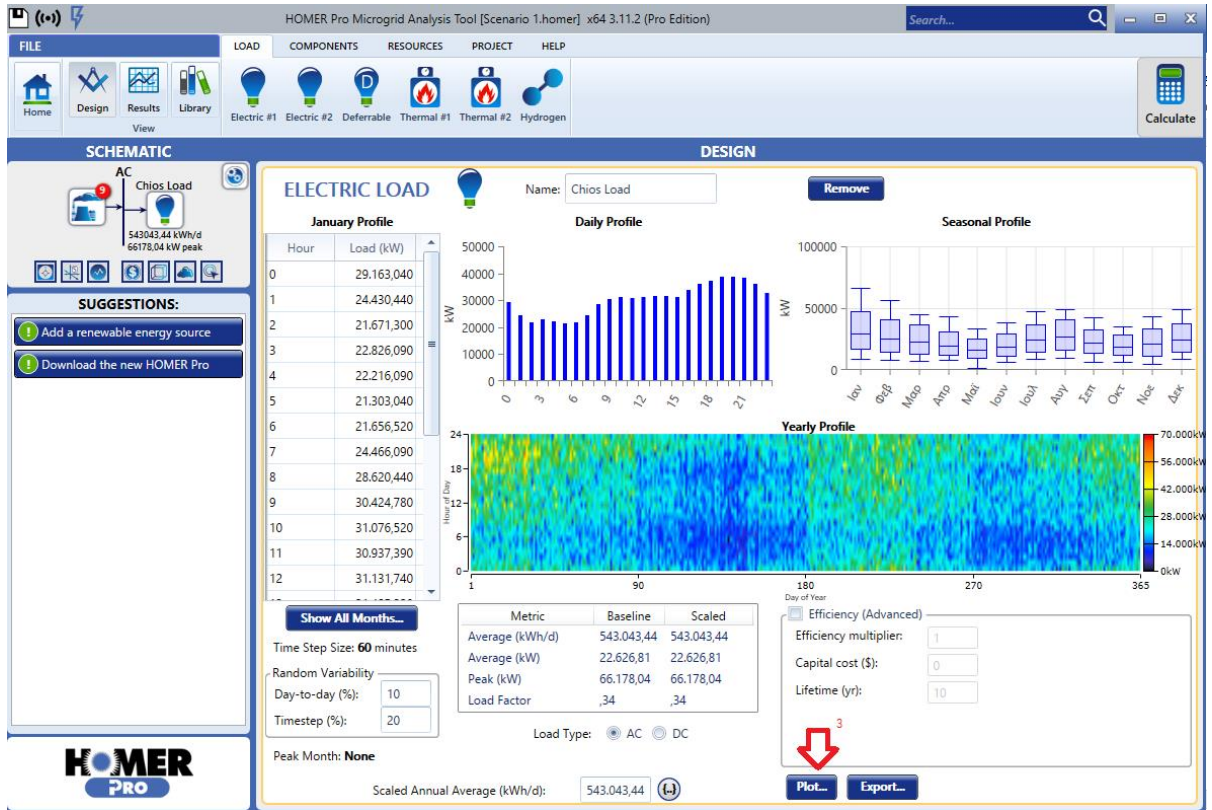 HOMER Pro Microgrid Analysis Tool [Scenario 1.homer] x64 3.11.2 (Pro Edition)
Search...
FILE
LOAD COMPONENTS RESOURCES PROJECT HELP
Home
Design
Results
Library
View
Electric #1
Electric #2
Deferrable
Thermal #1
Thermal #2
Hydrogen
Calculate
SCHEMATIC
AC
9
Chios Load
543043,44 kWh/d
66178,04 kW peak
SUGGESTIONS:
Add a renewable energy source
Download the new HOMER Pro
HOMER
PRO
DESIGN
ELECTRIC LOAD
Name: Chios Load
Remove
January Profile
Hour Load (kW)
0 29.163,040
1 24.430,440
2 21.671,300
3 22.826,090
4 22.216,090
5 21.303,040
6 21.656,520
7 24.466,090
8 28.620,440
9 30.424,780
10 31.076,520
11 30.937,390
12 31.131,740
Daily Profile
kW
50000
40000
30000
20000
10000
0
0 3 6 9 12 15 18 21
Seasonal Profile
kW
100000
50000
0
Ιαν Φεβ Μαρ Απρ Μαϊ Ιουν Ιουλ Αυγ Σεπ Οκτ Νοε Δεκ
Yearly Profile
Hour of Day
24
18
12
6
0
1 90 180 270 365
Day of Year
70.000kW
56.000kW
42.000kW
28.000kW
14.000kW
0kW
Show All Months...
Time Step Size: 60 minutes
Random Variability
Day-to-day (%): 10
Timestep (%): 20
Peak Month: None
Metric Baseline Scaled
Average (kWh/d) 543.043,44 543.043,44
Average (kW) 22.626,81 22.626,81
Peak (kW) 66.178,04 66.178,04
Load Factor ,34 ,34
Load Type: AC DC
Scaled Annual Average (kWh/d): 543.043,44
Efficiency (Advanced)
Efficiency multiplier: 1
Capital cost ($): 0
Lifetime (yr): 10
3
Plot...
Export...